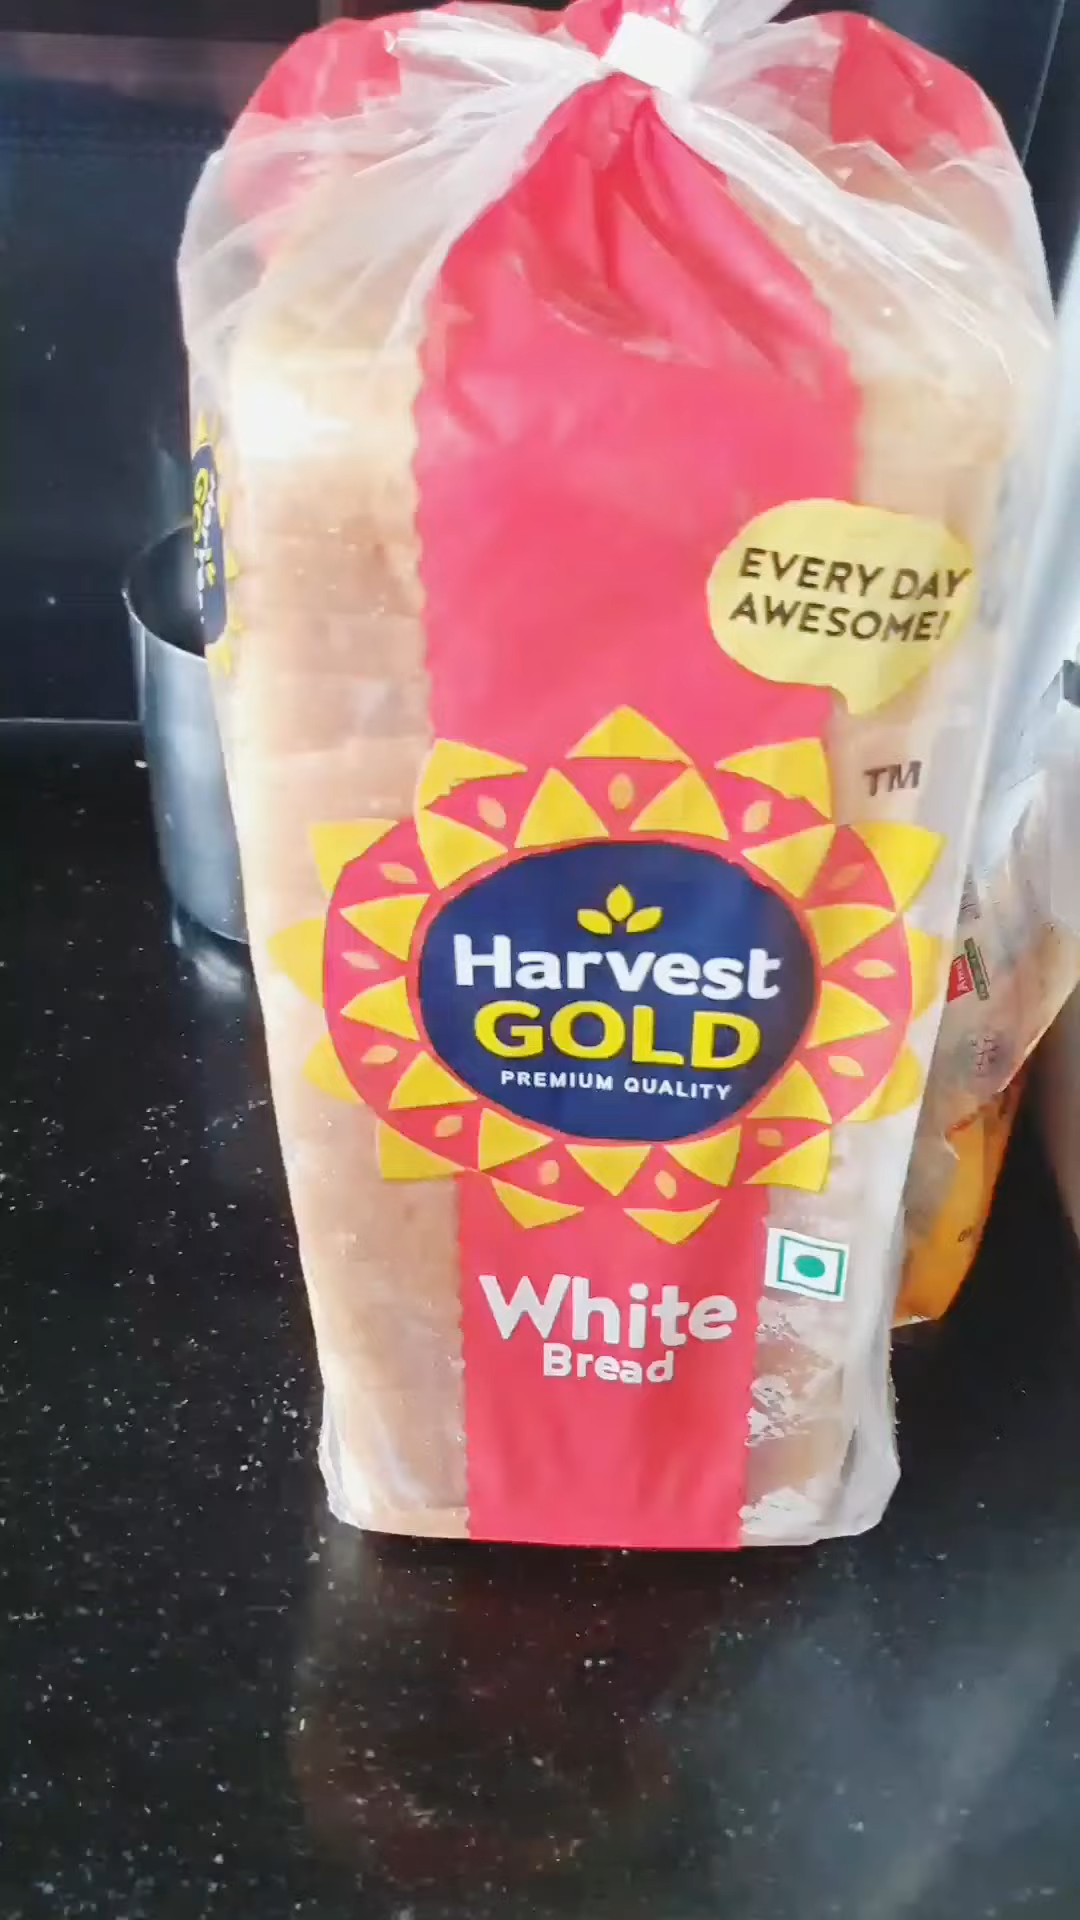 EVERY DAY
AWESOME!
TM
Harvest
GOLD
PREMIUM QUALITY
White
Bread